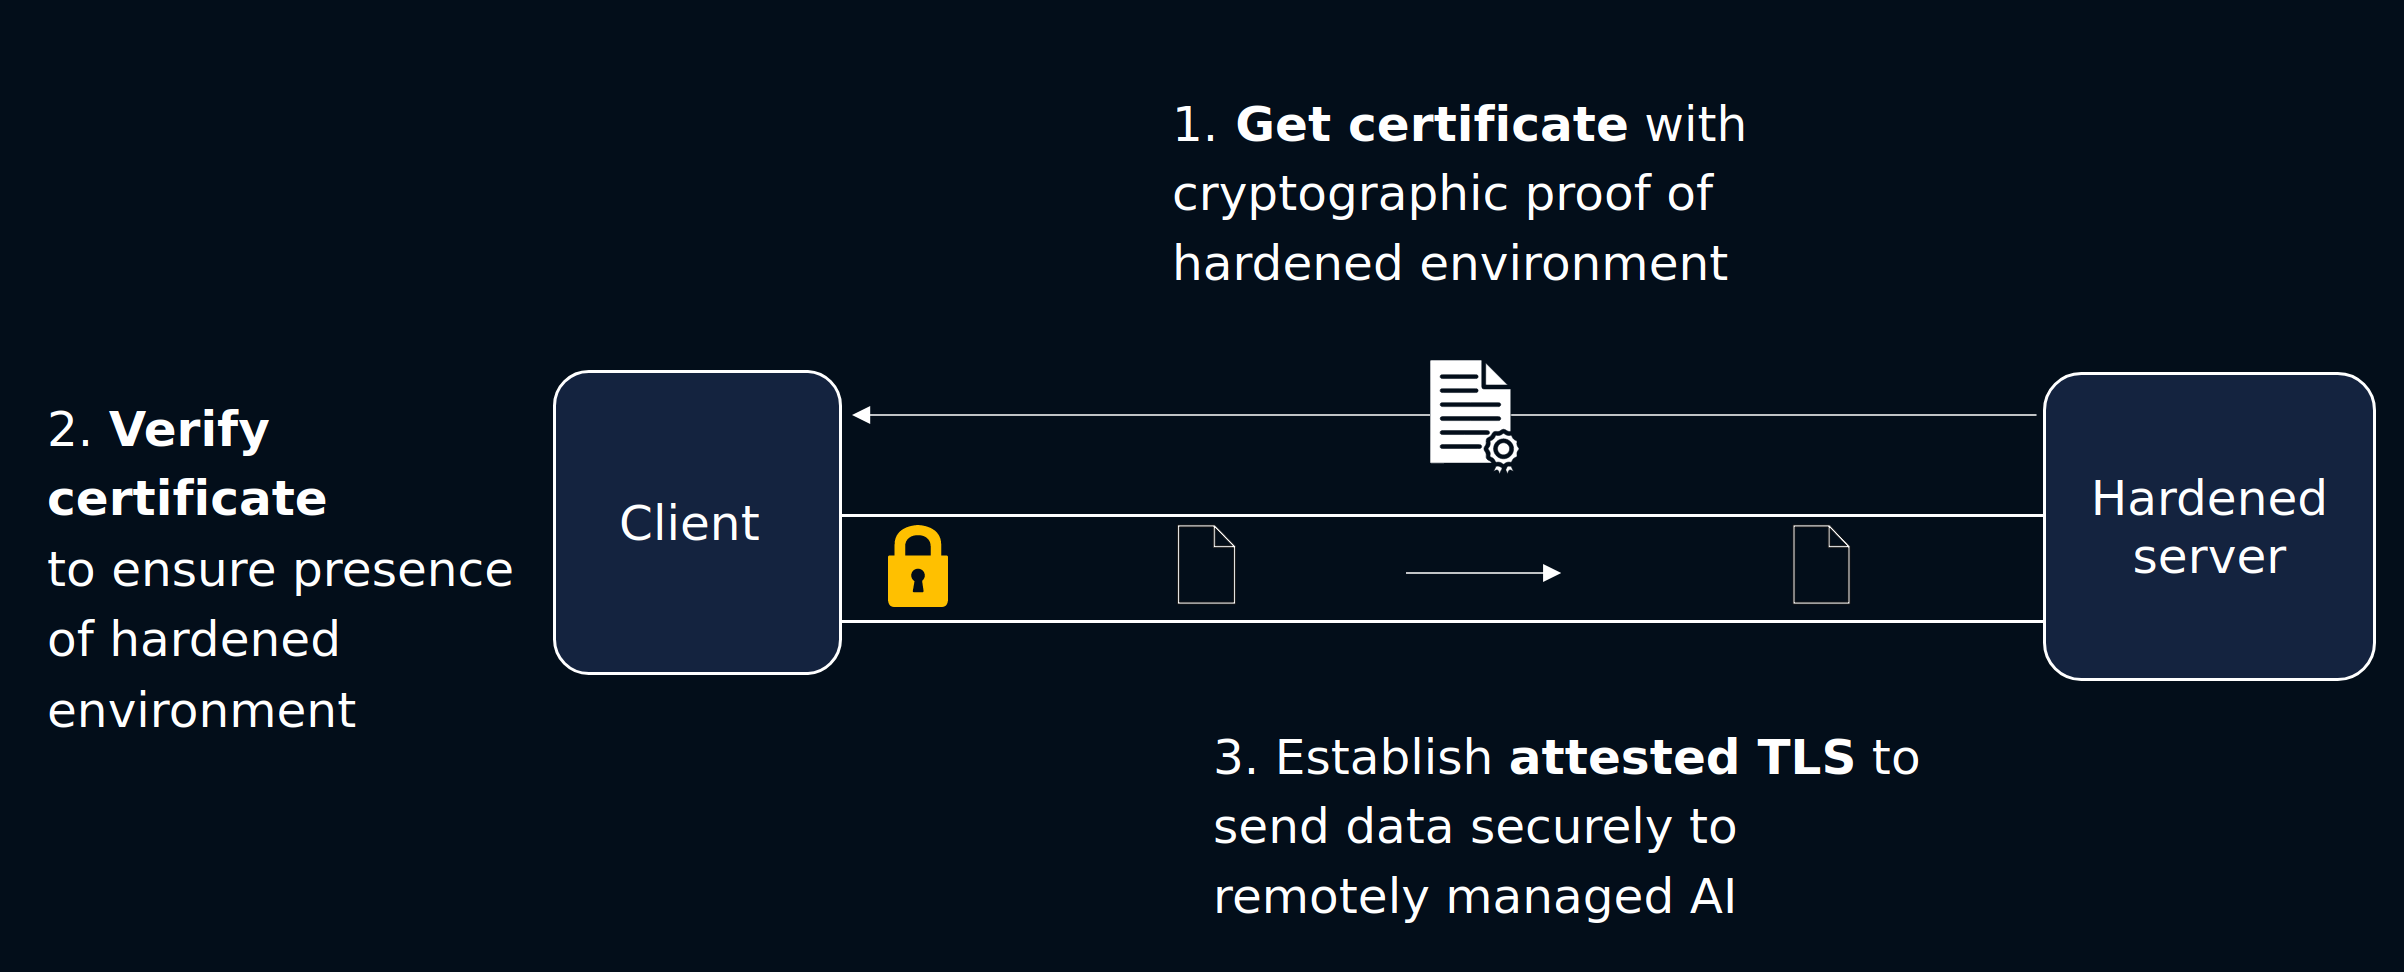 1. Get certificate with
cryptographic proof of
hardened environment
2. Verify
certificate
to ensure presence
of hardened
environment
Client
Hardened
server
3. Establish attested TLS to
send data securely to
remotely managed AI